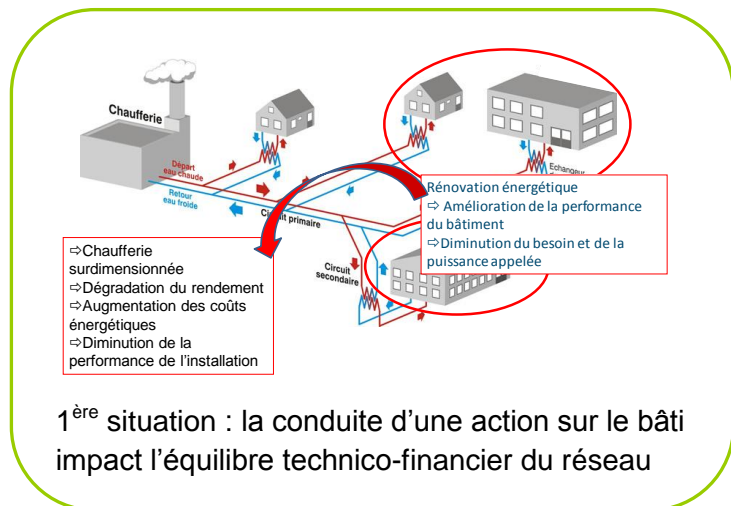 Chaufferie
Départ
eau chaude
Retour
eau froide
Circuit primaire
Echangeur
Rénovation énergétique
⇨ Amélioration de la performance
du bâtiment
⇨Diminution du besoin et de la
puissance appelée
Circuit
secondaire
⇨Chaufferie
surdimensionnée
⇨Dégradation du rendement
⇨Augmentation des coûts
énergétiques
⇨Diminution de la
performance de l'installation
1ère situation : la conduite d'une action sur le bâti
impact l'équilibre technico-financier du réseau